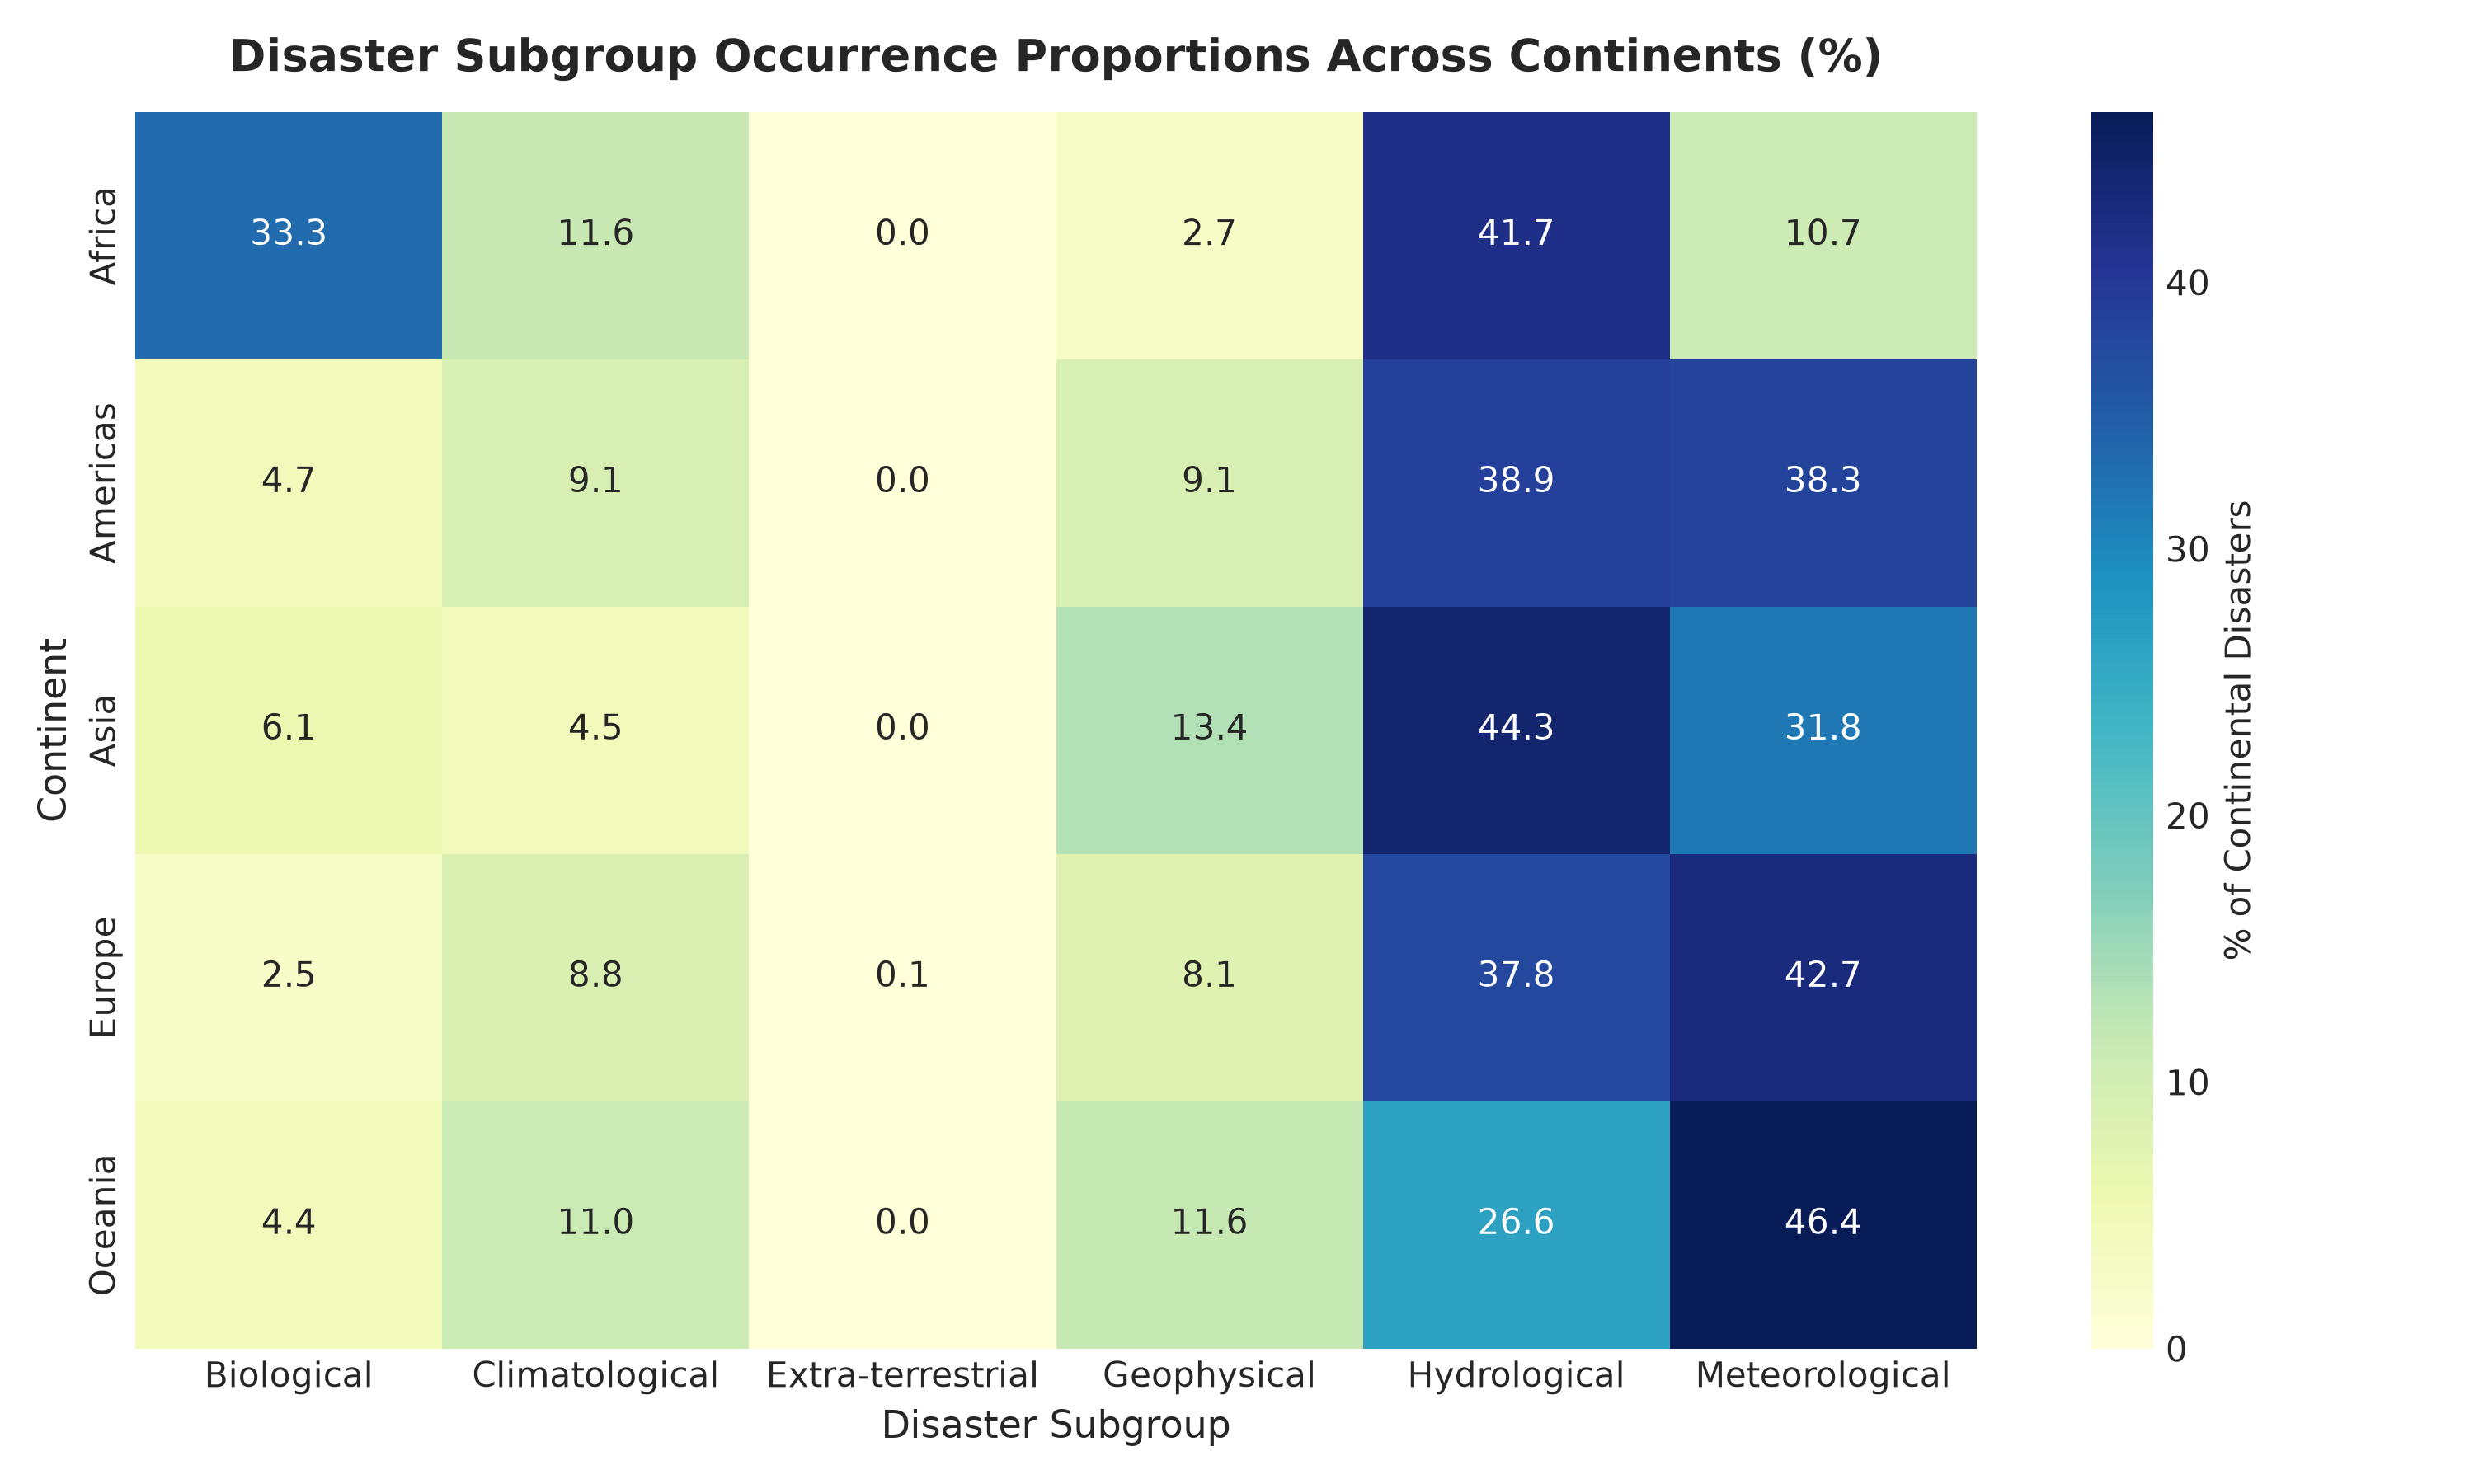 Disaster Subgroup Occurrence Proportions Across Continents (%)
Continent
Africa
33.3 11.6 0.0 2.7 41.7 10.7
Americas
4.7 9.1 0.0 9.1 38.9 38.3
Asia
6.1 4.5 0.0 13.4 44.3 31.8
Europe
2.5 8.8 0.1 8.1 37.8 42.7
Oceania
4.4 11.0 0.0 11.6 26.6 46.4
Biological Climatological Extra-terrestrial Geophysical Hydrological Meteorological
Disaster Subgroup
40
30
20
10
0
% of Continental Disasters